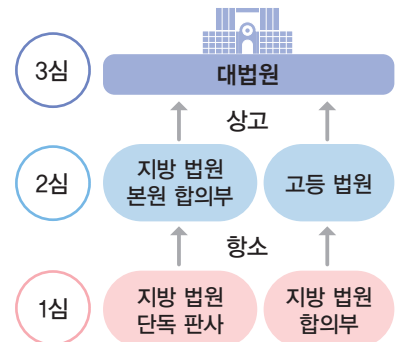 3심
대법원
상고
2심
지방 법원
본원 합의부
고등 법원
항소
1심
지방 법원
단독 판사
지방 법원
합의부